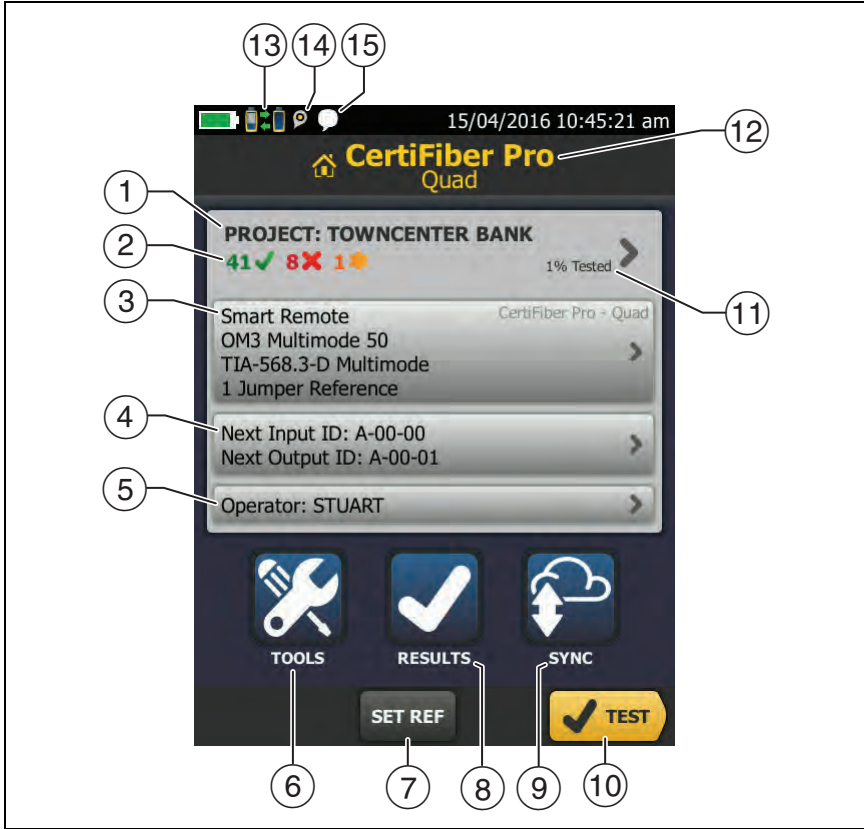 13 14 15
15/04/2016 10:45:21 am
12
CertiFiber Pro
Quad
1
PROJECT: TOWNCENTER BANK
2
41 8 1
1% Tested
11
3
Smart Remote
CertiFiber Pro - Quad
OM3 Multimode 50
TIA-568.3-D Multimode
1 Jumper Reference
4
Next Input ID: A-00-00
Next Output ID: A-00-01
5
Operator: STUART
TOOLS RESULTS SYNC
SET REF TEST
6 7 8 9 10